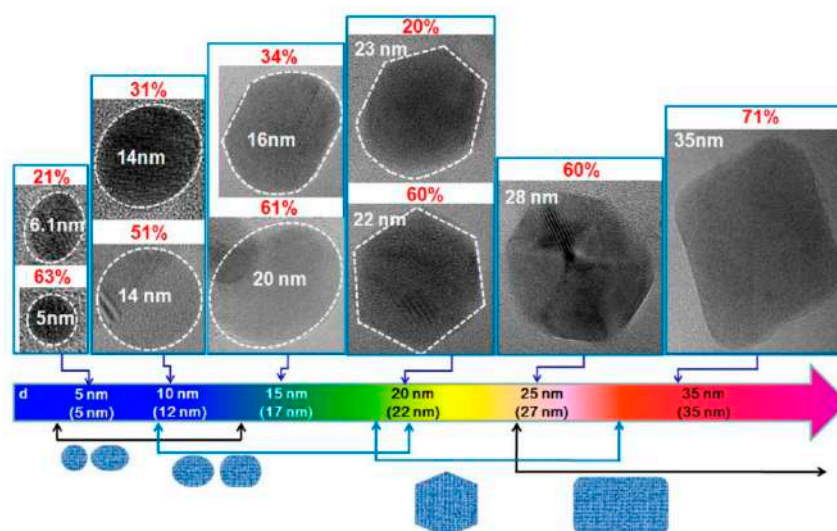 21%
6.1nm
63%
5nm
31%
14nm
51%
14 nm
34%
16nm
61%
20 nm
20%
23 nm
60%
22 nm
60%
28 nm
71%
35nm
d 5 nm 10 nm 15 nm 20 nm 25 nm 35 nm
(5 nm) (12 nm) (17 nm) (22 nm) (27 nm) (35 nm)